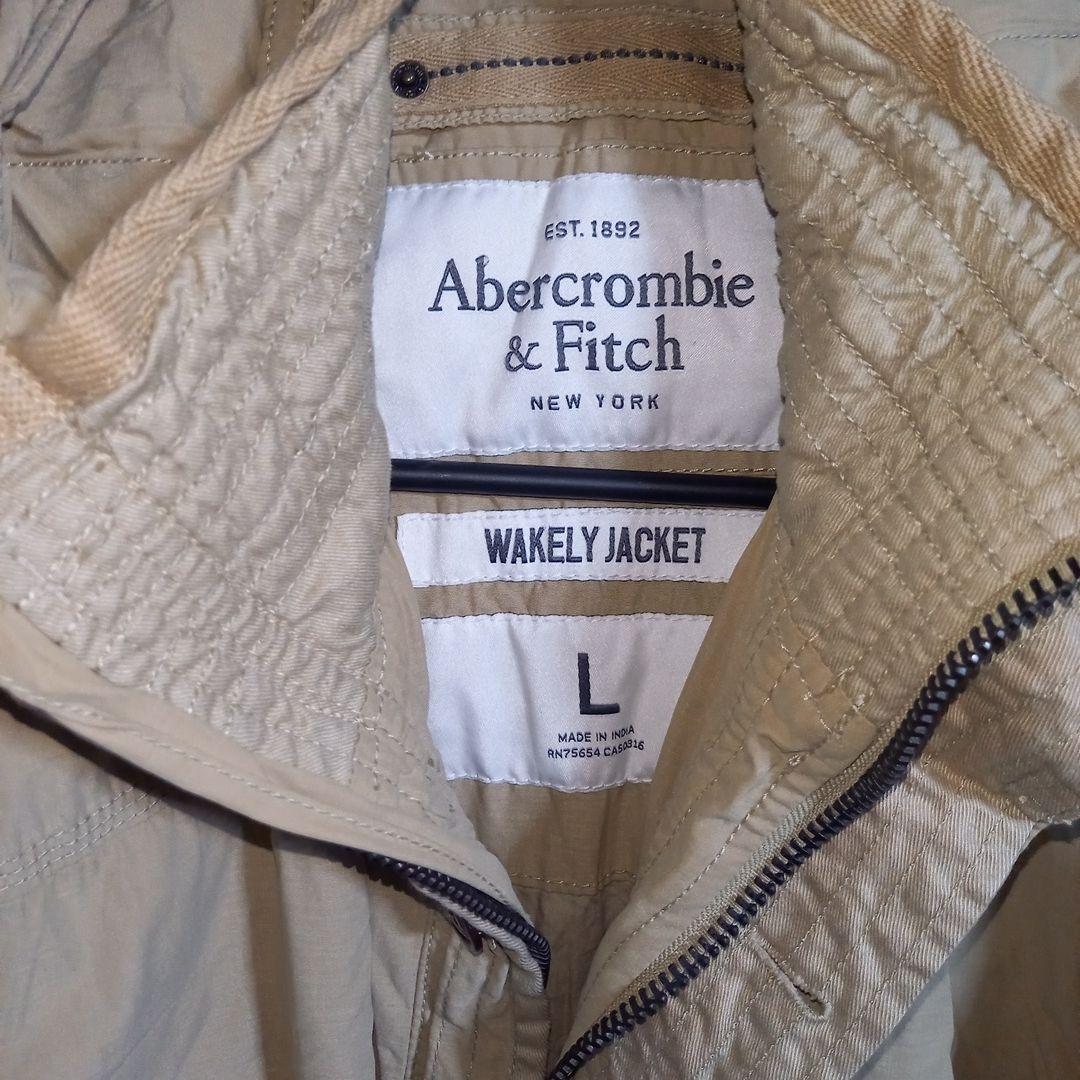 EST. 1892
Abercrombie
& Fitch
NEW YORK
WAKELY JACKET
L
MADE IN INDIA
RN75654 CA50316